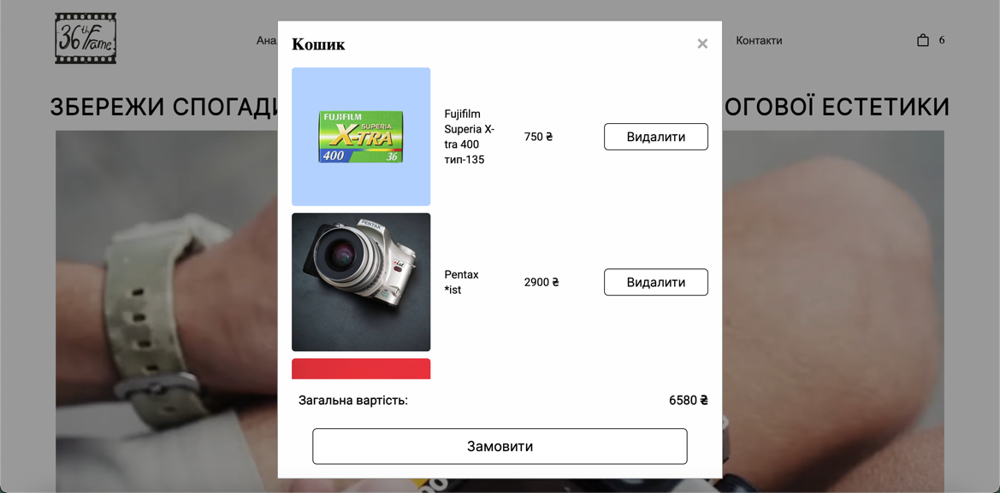 36th Frame
Ана
Контакти
6
ЗБЕРЕЖИ СПОГАДИ
ОГОВОЇ ЕСТЕТИКИ
Кошик
×
FUJIFILM
SUPERIA
X-TRA
400
36
Fujifilm
Superia X-
tra 400
тип-135
750 ₴
Видалити
PENTAX
*ist
Pentax
*ist
2900 ₴
Видалити
Загальна вартість:
6580 ₴
Замовити